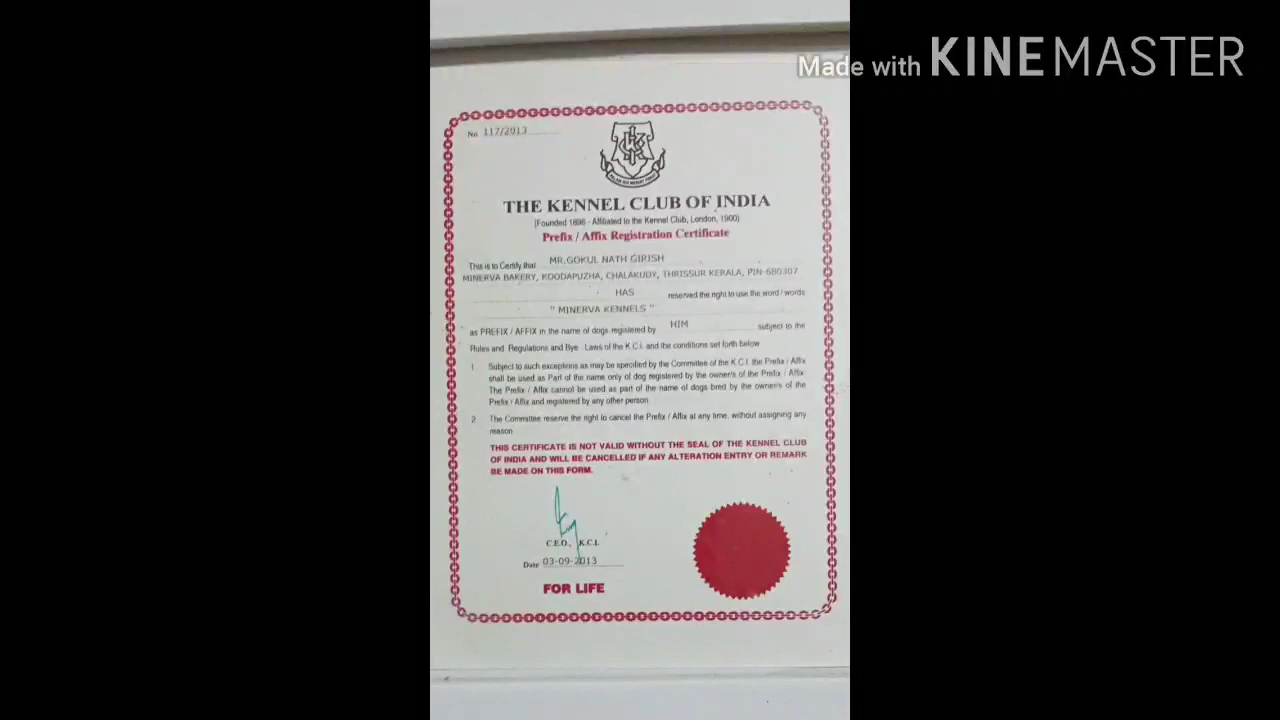 Made with KINEMASTER
No 117/2013
THE KENNEL CLUB OF INDIA
(Founded 1896 - Affiliated to the Kennel Club, London, 1900)
Prefix / Affix Registration Certificate
This is to Certify that MR.GOKUL NATH GIRISH
MINERVA BAKERY, KOODAPUZHA, CHALAKUDY, THRISSUR KERALA, PIN-680307
HAS reserved the right to use the word / words
" MINERVA KENNELS "
as PREFIX / AFFIX in the name of dogs registered by HIM subject to the
Rules and Regulations and Bye - Laws of the K.C.I. and the conditions set forth below
1. Subject to such exceptions as may be specified by the Committee of the K.C.I. the Prefix / Affix
shall be used as Part of the name only of dog registered by the owner/s of the Prefix / Affix.
The Prefix / Affix cannot be used as part of the name of dogs bred by the owner/s of the
Prefix / Affix and registered by any other person
2. The Committee reserve the right to cancel the Prefix / Affix at any time, without assigning any
reason.
THIS CERTIFICATE IS NOT VALID WITHOUT THE SEAL OF THE KENNEL CLUB
OF INDIA AND WILL BE CANCELLED IF ANY ALTERATION ENTRY OR REMARK
BE MADE ON THIS FORM.
C.E.O., K.C.I.
Date 03-09-2013
FOR LIFE